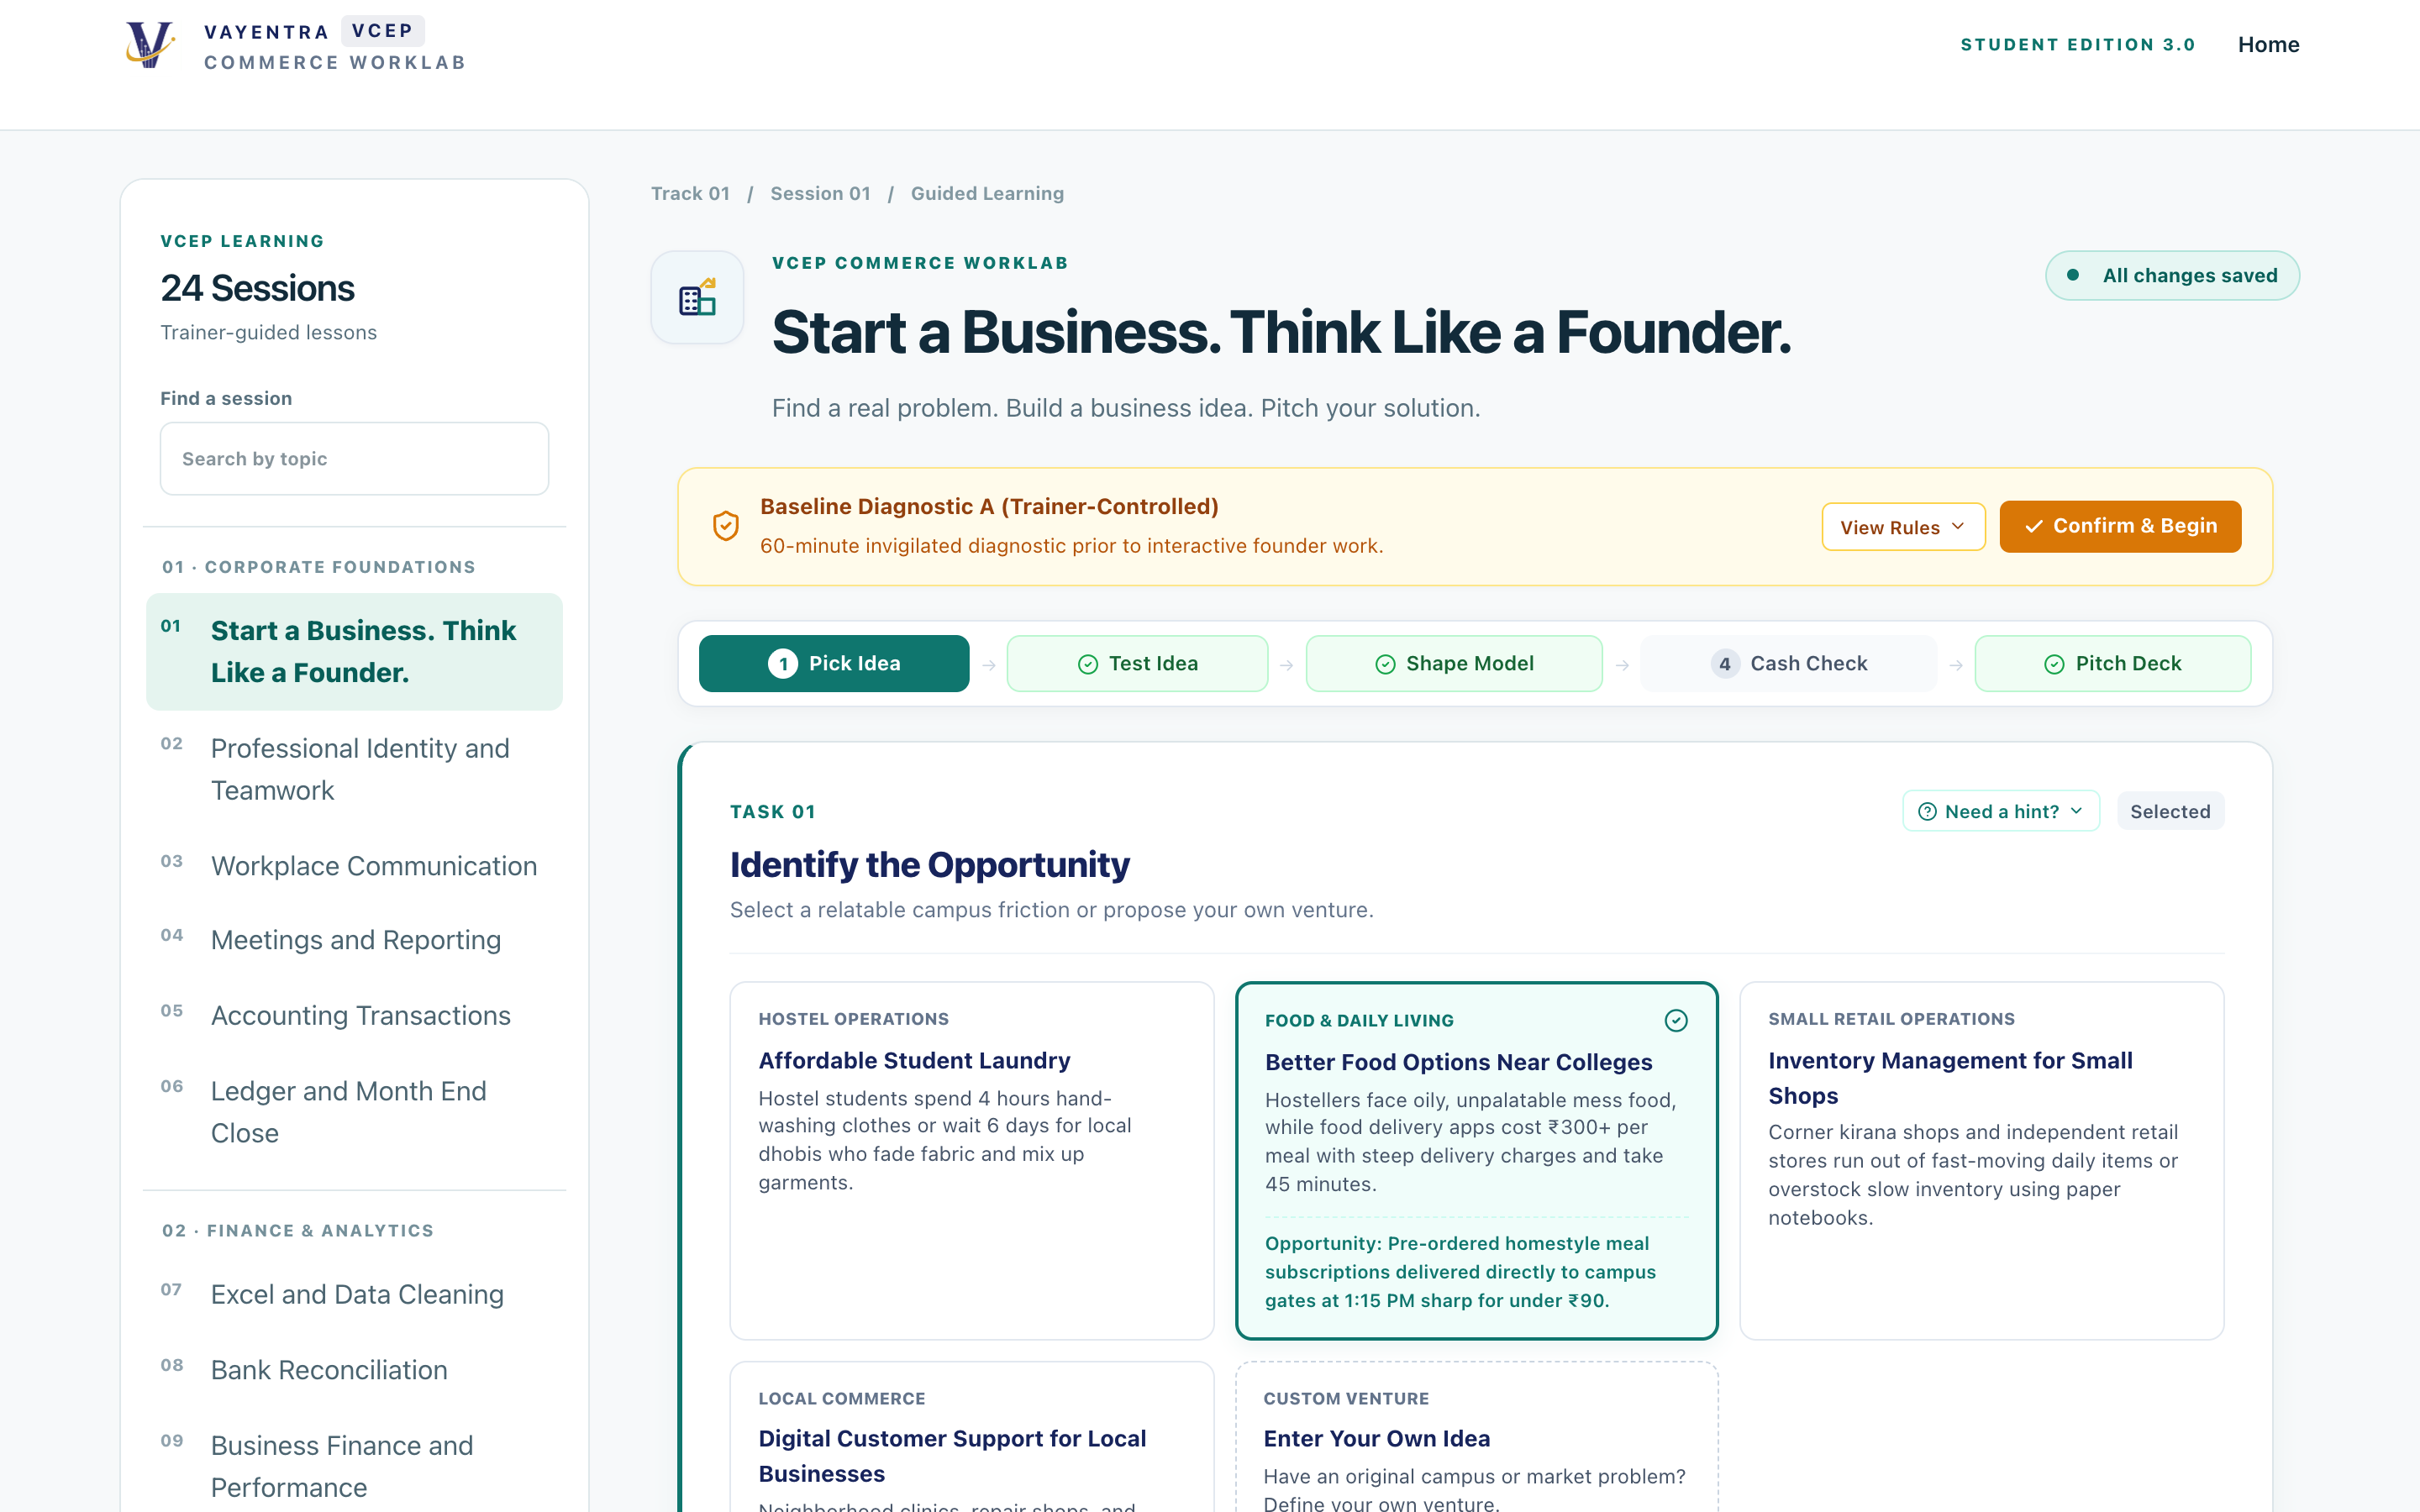 VAYENTRA VCEP
COMMERCE WORKLAB
STUDENT EDITION 3.0
Home
VCEP LEARNING
24 Sessions
Trainer-guided lessons
Find a session
Search by topic
01 · CORPORATE FOUNDATIONS
01 Start a Business. Think
Like a Founder.
02 Professional Identity and
Teamwork
03 Workplace Communication
04 Meetings and Reporting
05 Accounting Transactions
06 Ledger and Month End
Close
02 · FINANCE & ANALYTICS
07 Excel and Data Cleaning
08 Bank Reconciliation
09 Business Finance and
Performance
Track 01 / Session 01 / Guided Learning
VCEP COMMERCE WORKLAB
Start a Business. Think Like a Founder.
Find a real problem. Build a business idea. Pitch your solution.
All changes saved
Baseline Diagnostic A (Trainer-Controlled)
60-minute invigilated diagnostic prior to interactive founder work.
View Rules
Confirm & Begin
1 Pick Idea
Test Idea
Shape Model
4 Cash Check
Pitch Deck
TASK 01
Need a hint?
Selected
Identify the Opportunity
Select a relatable campus friction or propose your own venture.
HOSTEL OPERATIONS
Affordable Student Laundry
Hostel students spend 4 hours hand-
washing clothes or wait 6 days for local
dhobis who fade fabric and mix up
garments.
FOOD & DAILY LIVING
Better Food Options Near Colleges
Hostellers face oily, unpalatable mess food,
while food delivery apps cost ₹300+ per
meal with steep delivery charges and take
45 minutes.
Opportunity: Pre-ordered homestyle meal
subscriptions delivered directly to campus
gates at 1:15 PM sharp for under ₹90.
SMALL RETAIL OPERATIONS
Inventory Management for Small
Shops
Corner kirana shops and independent retail
stores run out of fast-moving daily items or
overstock slow inventory using paper
notebooks.
LOCAL COMMERCE
Digital Customer Support for Local
Businesses
Neighborhood clinics, repair shops, and
CUSTOM VENTURE
Enter Your Own Idea
Have an original campus or market problem?
Define your own venture.